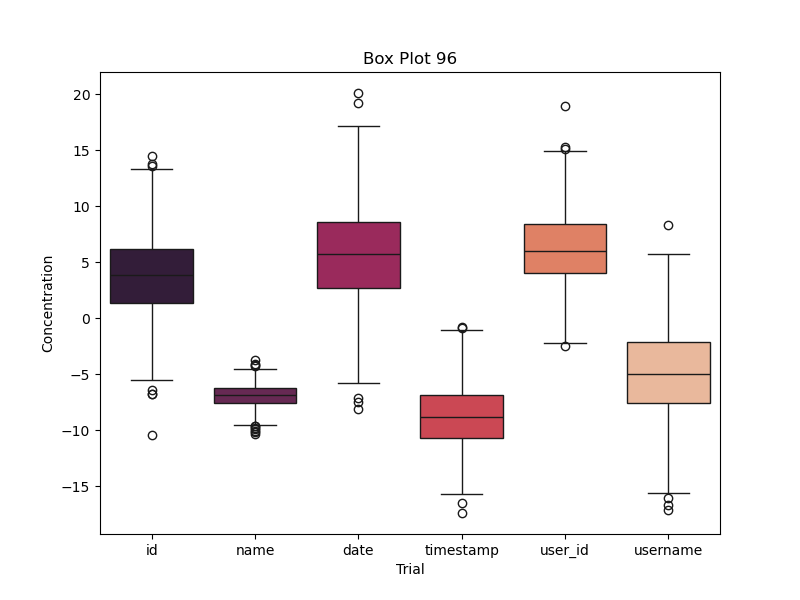 Box Plot 96
Concentration
20
15
10
5
0
−5
−10
−15
id name date timestamp user_id username
Trial